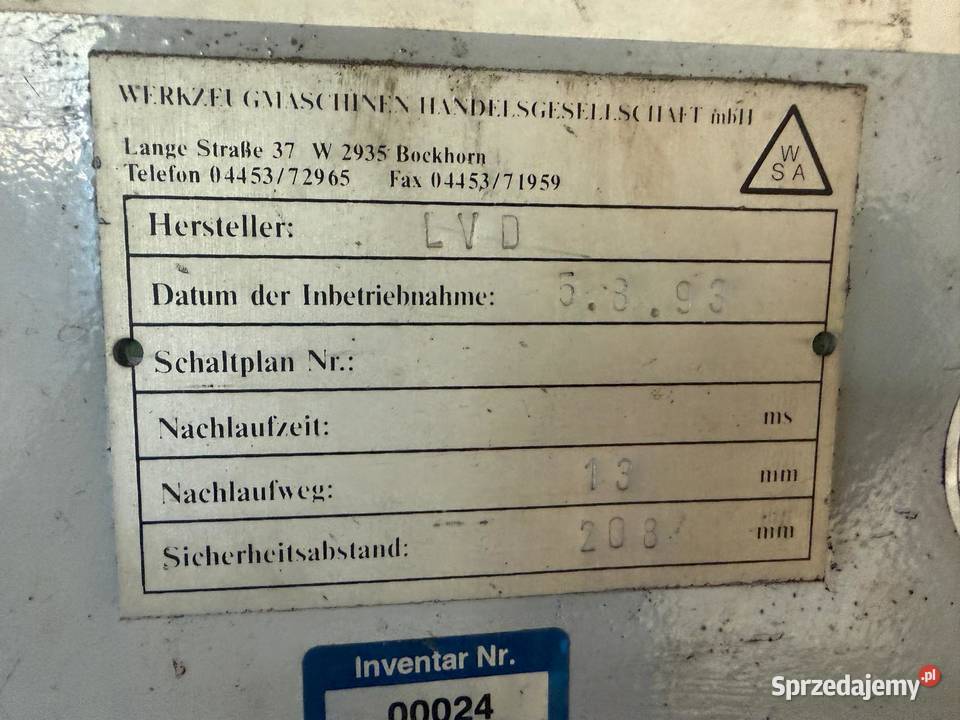 WERKZEUGMASCHINEN HANDELSGESELLSCHAFT mbH
Lange Straße 37 W 2935 Bockhorn
Telefon 04453/72965 Fax 04453/71959
W
S A
Hersteller: LVD
Datum der Inbetriebnahme: 5.8.93
Schaltplan Nr.:
Nachlaufzeit: ms
Nachlaufweg: 13 mm
Sicherheitsabstand: 208 mm
Inventar Nr.
00024
Sprzedajemy.pl